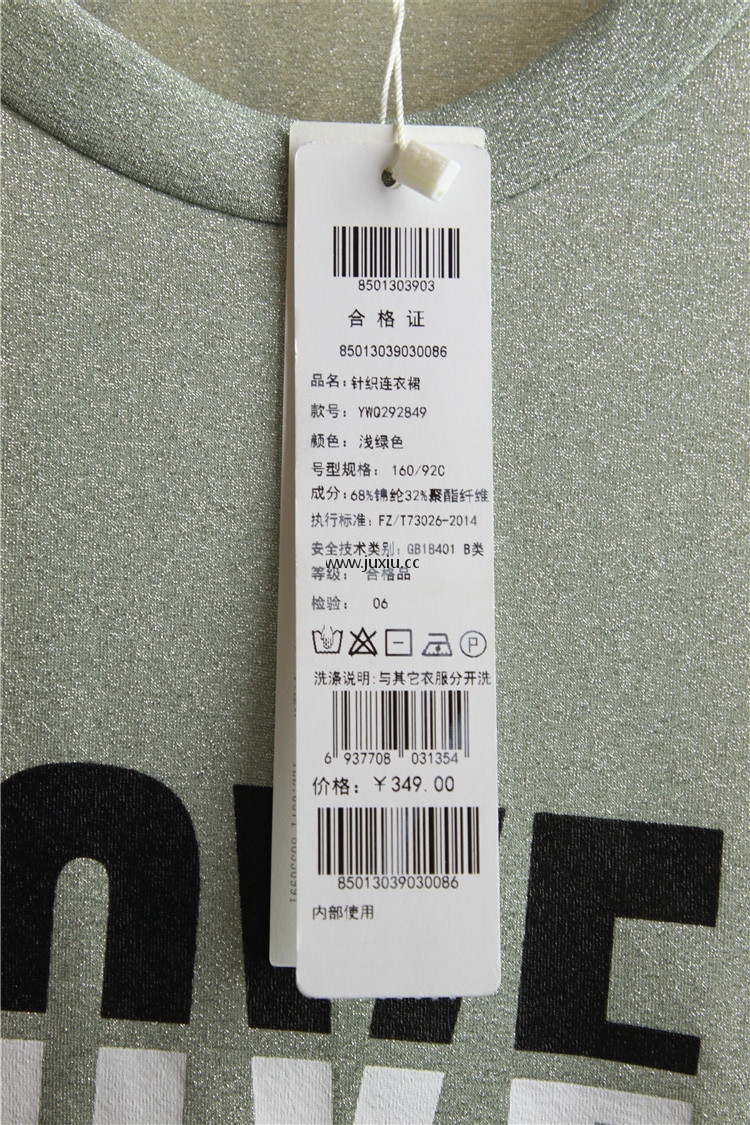 8501303903
合格证
85013039030086
品名：针织连衣裙
款号： YWQ292849
颜色： 浅绿色
号型规格： 160/92C
成分：68%锦纶32%聚酯纤维
执行标准：FZ/T73026-2014
安全技术类别：GB18401 B类
www.juxiu.cc
等级： 合格品
检验： 06
P
洗涤说明：与其它衣服分开洗
6 937708 031354
价格：￥349.00
85013039030086
内部使用